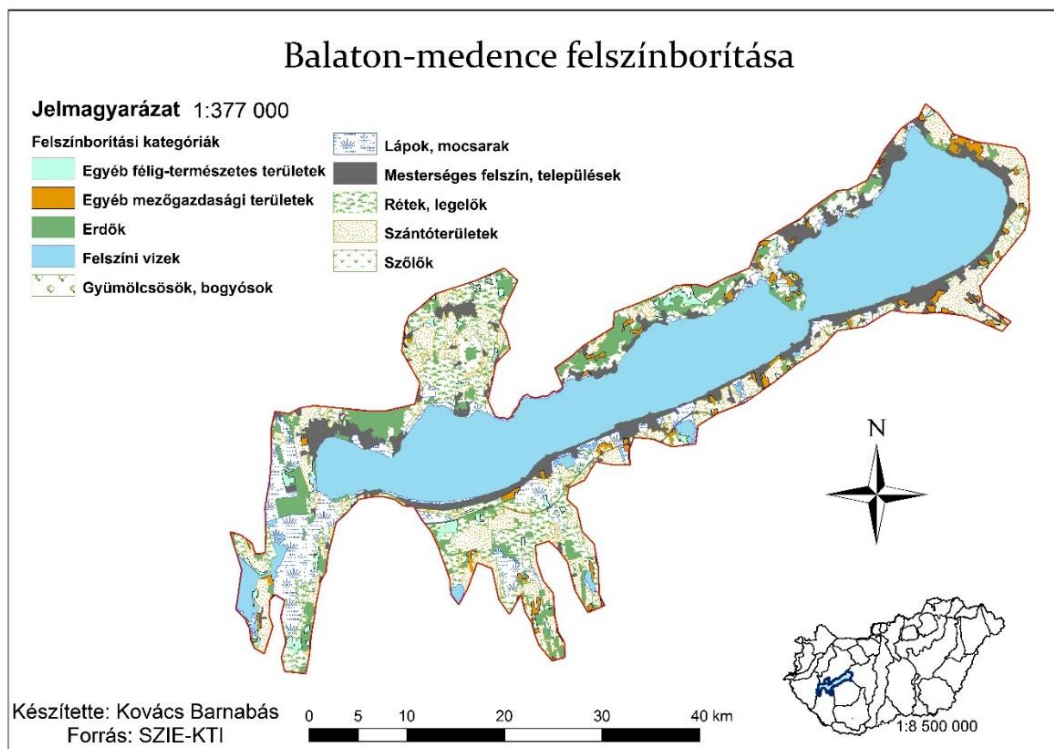 Balaton-medence felszínborítása
Jelmagyarázat 1:377 000
Felszínborítási kategóriák
Egyéb félig-természetes területek
Egyéb mezőgazdasági területek
Erdők
Felszíni vizek
Gyümölcsösök, bogyósok
Lápok, mocsarak
Mesterséges felszín, települések
Rétek, legelők
Szántóterületek
Szőlők
N
1:8 500 000
Készítette: Kovács Barnabás
Forrás: SZIE-KTI
0 5 10 20 30 40 km